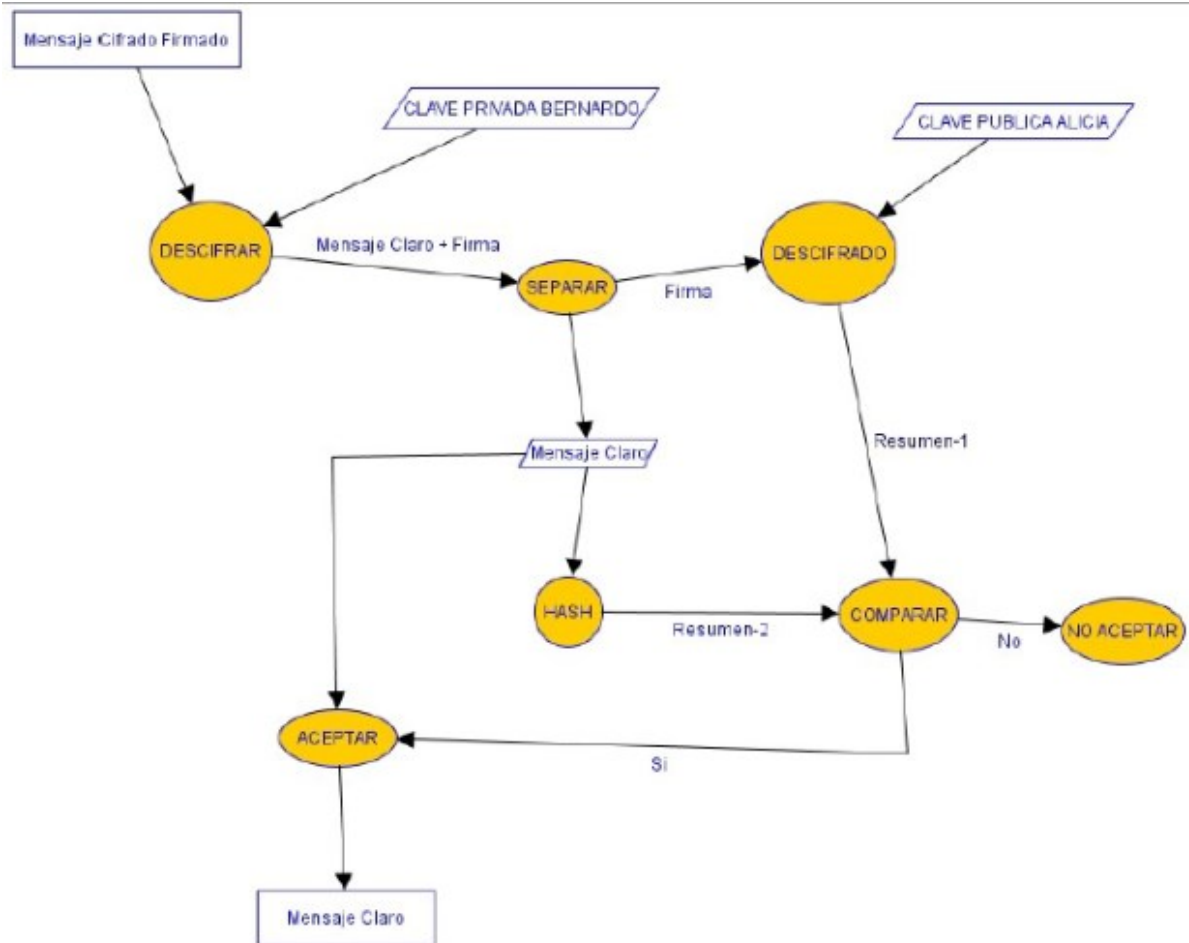 Mensaje Cifrado Firmado
CLAVE PRIVADA BERNARDO
CLAVE PUBLICA ALICIA
DESCIFRAR
Mensaje Claro + Firma
SEPARAR
Firma
DESCIFRADO
Resumen-1
Mensaje Claro
HASH
Resumen-2
COMPARAR
No
NO ACEPTAR
ACEPTAR
Si
Mensaje Claro